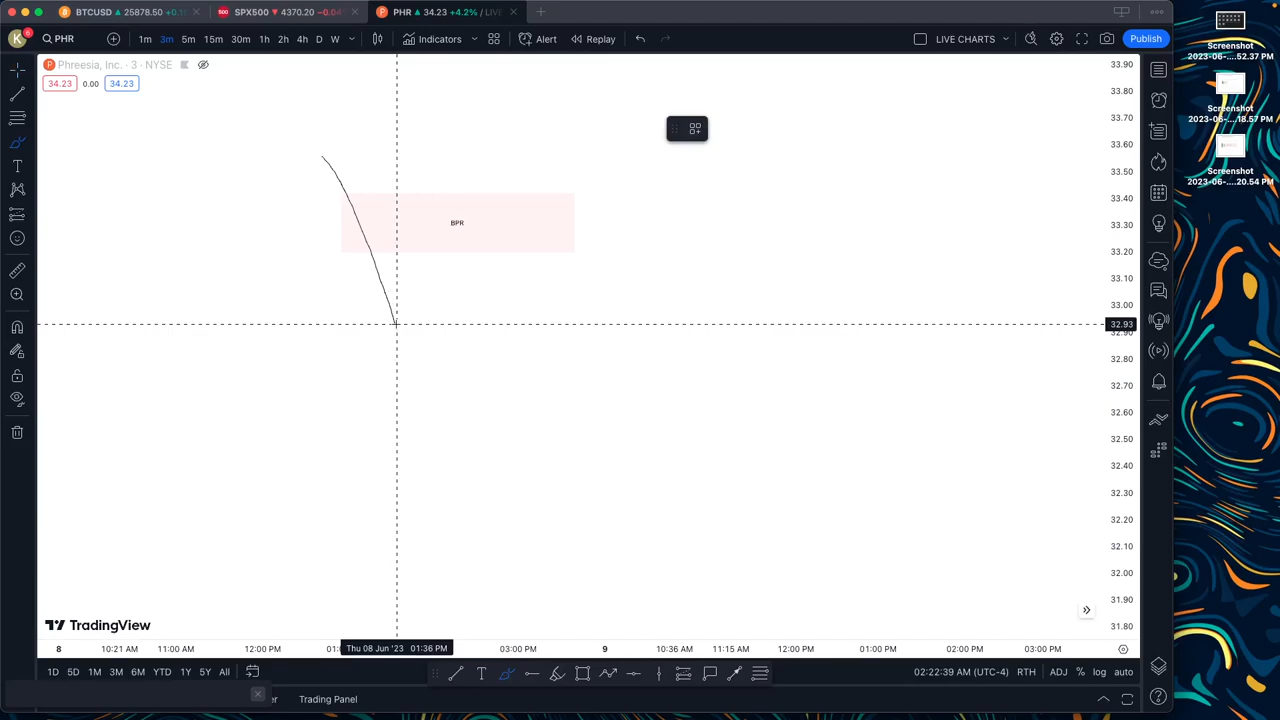 BTCUSD ▲ 25878.50 +0.1
SPX500 ▼ 4370.20 −0.04
PHR ▲ 34.23 +4.2% / LIVE
K 6 PHR 1m 3m 5m 15m 30m 1h 2h 4h D W Indicators Alert Replay LIVE CHARTS Publish
Phreesia, Inc. · 3 · NYSE
34.23 0.00 34.23
BPR
33.90
33.80
33.70
33.60
33.50
33.40
33.30
33.20
33.10
33.00
32.93
32.90
32.80
32.70
32.60
32.50
32.40
32.30
32.20
32.10
32.00
31.90
31.80
TradingView
8 10:21 AM 11:00 AM 12:00 PM Thu 08 Jun '23 01:36 PM 03:00 PM 9 10:36 AM 11:15 AM 12:00 PM 01:00 PM 02:00 PM 03:00 PM
1D 5D 1M 3M 6M YTD 1Y 5Y All 02:22:39 AM (UTC-4) RTH ADJ % log auto
Trading Panel
Screenshot
2023-06-....52.37 PM
Screenshot
2023-06-....18.57 PM
Screenshot
2023-06-....20.54 PM